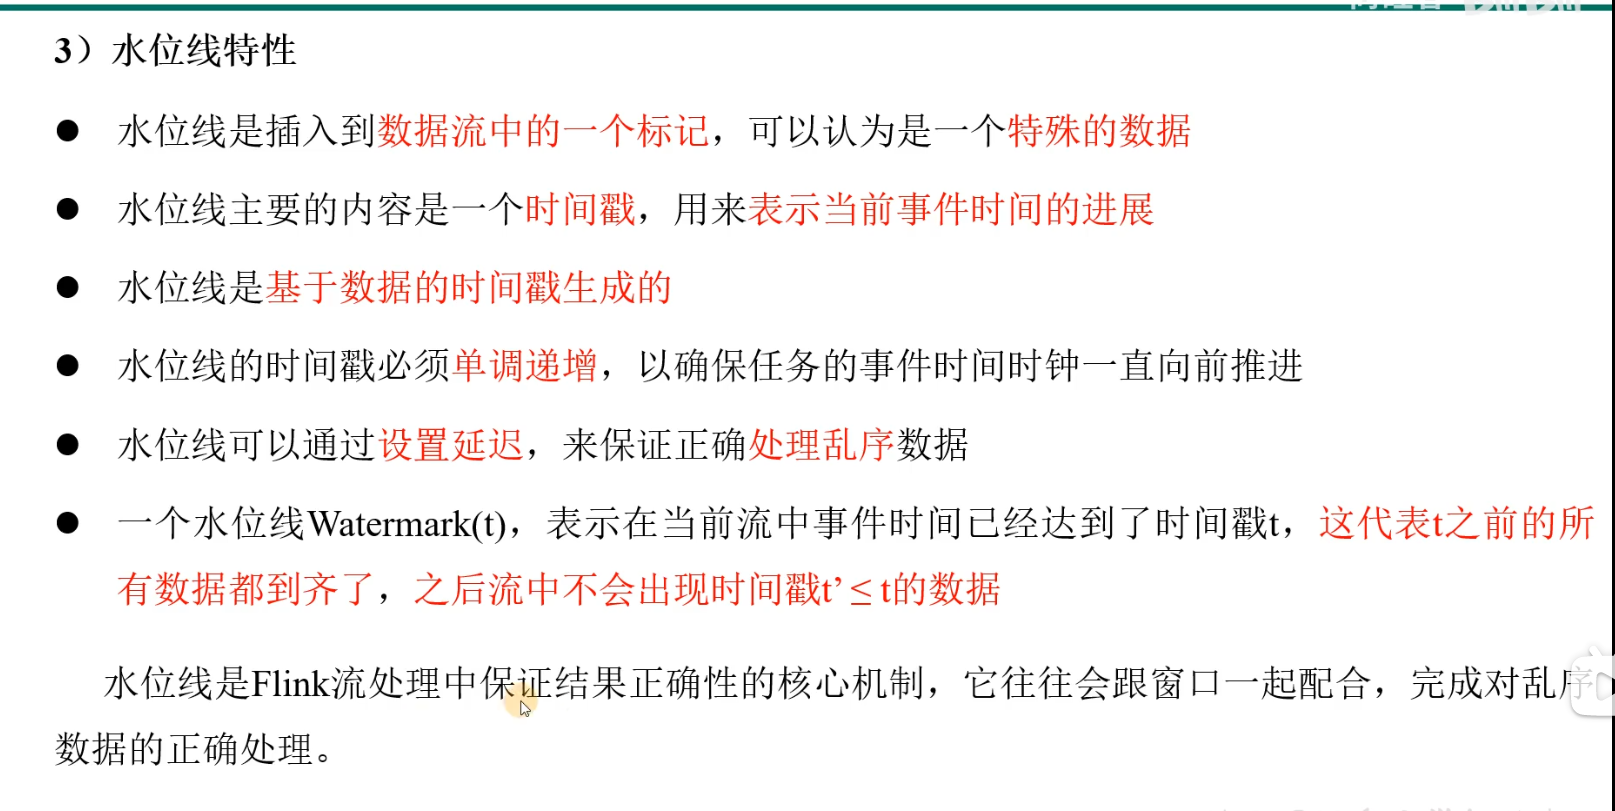 3）水位线特性
● 水位线是插入到数据流中的一个标记，可以认为是一个特殊的数据
● 水位线主要的内容是一个时间戳，用来表示当前事件时间的进展
● 水位线是基于数据的时间戳生成的
● 水位线的时间戳必须单调递增，以确保任务的事件时间时钟一直向前推进
● 水位线可以通过设置延迟，来保证正确处理乱序数据
● 一个水位线Watermark(t)，表示在当前流中事件时间已经达到了时间戳t，这代表t之前的所
有数据都到齐了，之后流中不会出现时间戳t’ ≤ t的数据
水位线是Flink流处理中保证结果正确性的核心机制，它往往会跟窗口一起配合，完成对乱序
数据的正确处理。